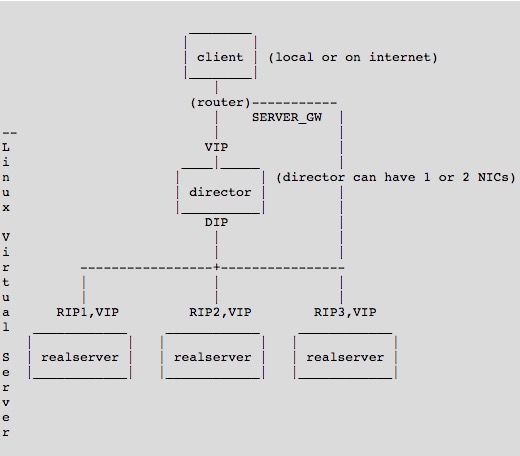 client (local or on internet)
(router)-----------
SERVER_GW
VIP
director (director can have 1 or 2 NICs)
DIP
------------------+-----------------
RIP1,VIP RIP2,VIP RIP3,VIP
realserver realserver realserver
--
Linux Virtual Server